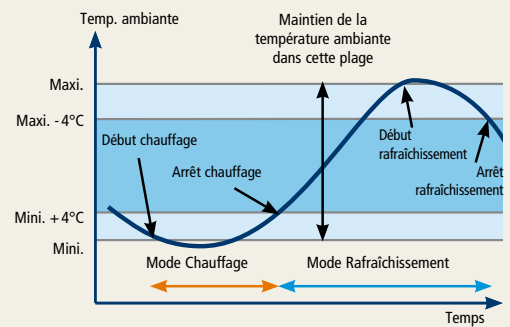 Temp. ambiante
Maintien de la
température ambiante
dans cette plage
Maxi.
Maxi. - 4°C
Début chauffage
Début
rafraîchissement
Arrêt chauffage
Arrêt
rafraîchissement
Mini. + 4°C
Mini.
Mode Chauffage
Mode Rafraîchissement
Temps